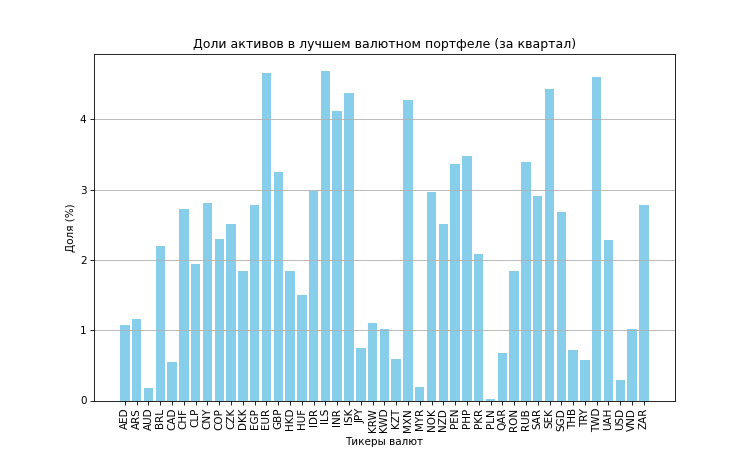 Доли активов в лучшем валютном портфеле (за квартал)
Доля (%)
4
3
2
1
0
AED ARS AUD BRL CAD CHF CLP CNY COP CZK DKK EGP EUR GBP HKD HUF IDR ILS INR ISK JPY KRW KWD KZT MXN MYR NOK NZD PEN PHP PKR PLN QAR RON RUB SAR SEK SGD THB TRY TWD UAH USD VND ZAR
Тикеры валют